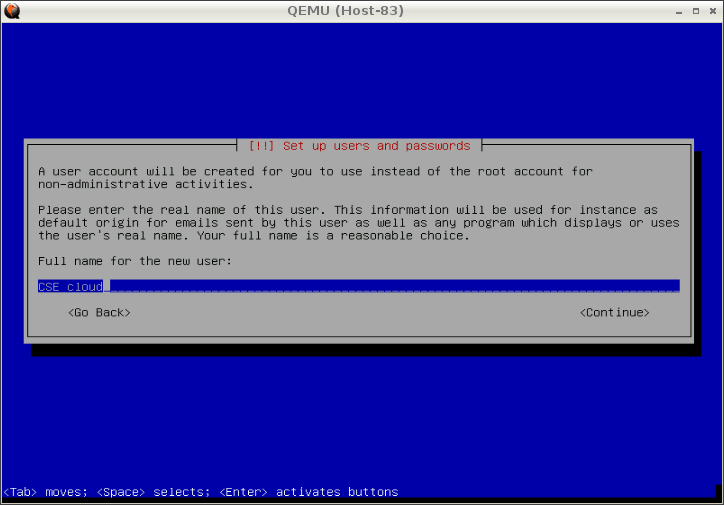 QEMU (Host-83)
[!!] Set up users and passwords
A user account will be created for you to use instead of the root account for
non-administrative activities.
Please enter the real name of this user. This information will be used for instance as
default origin for emails sent by this user as well as any program which displays or uses
the user's real name. Your full name is a reasonable choice.
Full name for the new user:
CSE cloud
<Go Back> <Continue>
<Tab> moves; <Space> selects; <Enter> activates buttons